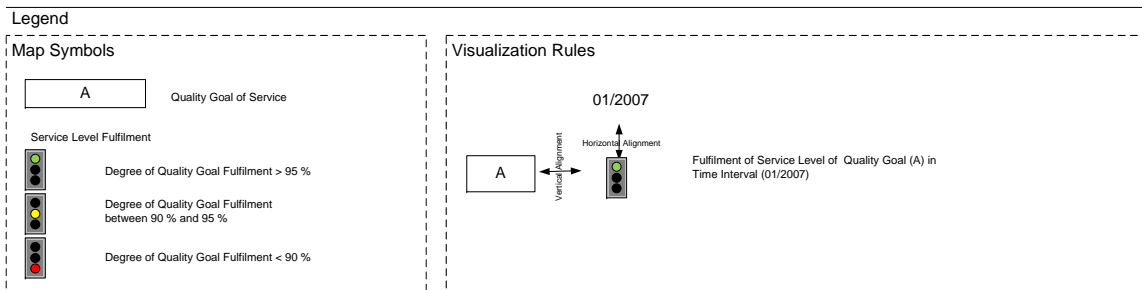 Legend
Map Symbols
A
Quality Goal of Service
Service Level Fulfilment
Degree of Quality Goal Fulfilment > 95 %
Degree of Quality Goal Fulfilment
between 90 % and 95 %
Degree of Quality Goal Fulfilment < 90 %
Visualization Rules
01/2007
Horizontal Alignment
A
Vertical Alignment
Fulfilment of Service Level of Quality Goal (A) in
Time Interval (01/2007)